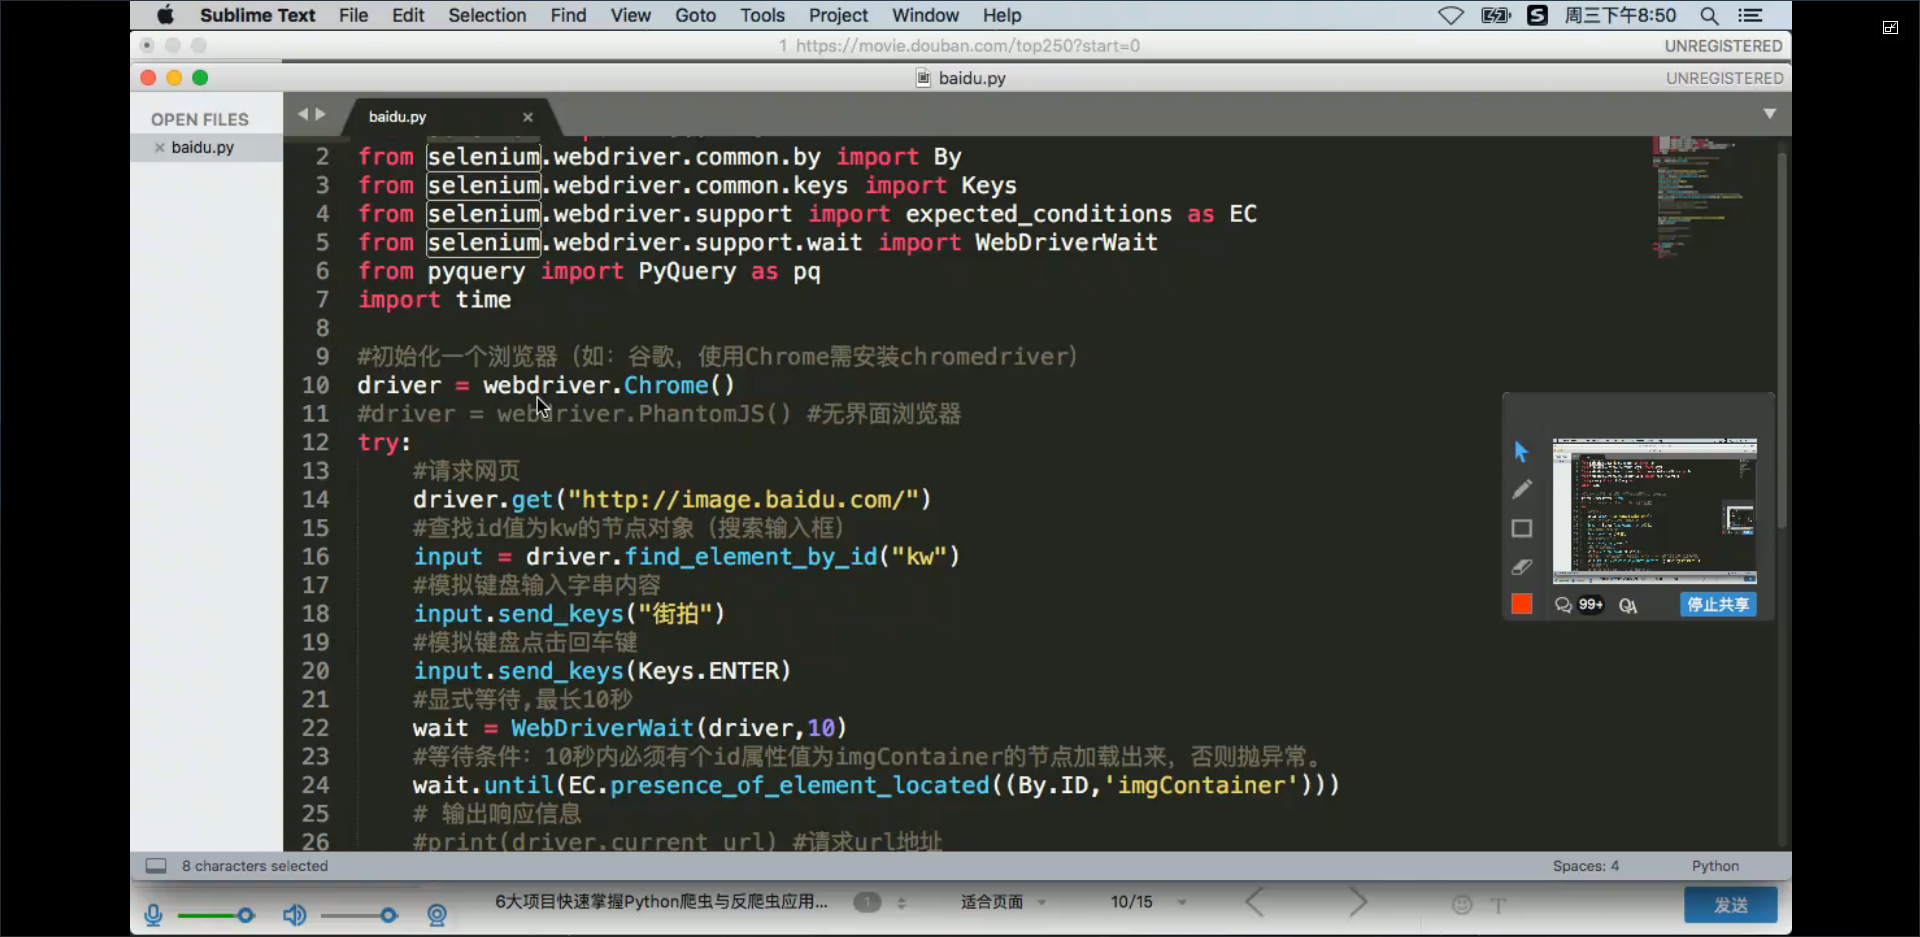 Sublime Text File Edit Selection Find View Goto Tools Project Window Help 周三下午8:50
1 https://movie.douban.com/top250?start=0 UNREGISTERED
baidu.py UNREGISTERED
OPEN FILES
baidu.py
baidu.py
2 from selenium.webdriver.common.by import By
3 from selenium.webdriver.common.keys import Keys
4 from selenium.webdriver.support import expected_conditions as EC
5 from selenium.webdriver.support.wait import WebDriverWait
6 from pyquery import PyQuery as pq
7 import time
8
9 #初始化一个浏览器（如：谷歌，使用Chrome需安装chromedriver）
10 driver = webdriver.Chrome()
11 #driver = webdriver.PhantomJS() #无界面浏览器
12 try:
13 #请求网页
14 driver.get("http://image.baidu.com/")
15 #查找id值为kw的节点对象（搜索输入框）
16 input = driver.find_element_by_id("kw")
17 #模拟键盘输入字串内容
18 input.send_keys("街拍")
19 #模拟键盘点击回车键
20 input.send_keys(Keys.ENTER)
21 #显式等待,最长10秒
22 wait = WebDriverWait(driver,10)
23 #等待条件：10秒内必须有个id属性值为imgContainer的节点加载出来，否则抛异常。
24 wait.until(EC.presence_of_element_located((By.ID,'imgContainer')))
25 # 输出响应信息
26 #print(driver.current_url) #请求url地址
99+ 停止共享
8 characters selected Spaces: 4 Python
6大项目快速掌握Python爬虫与反爬虫应用... 1 适合页面 10/15 发送